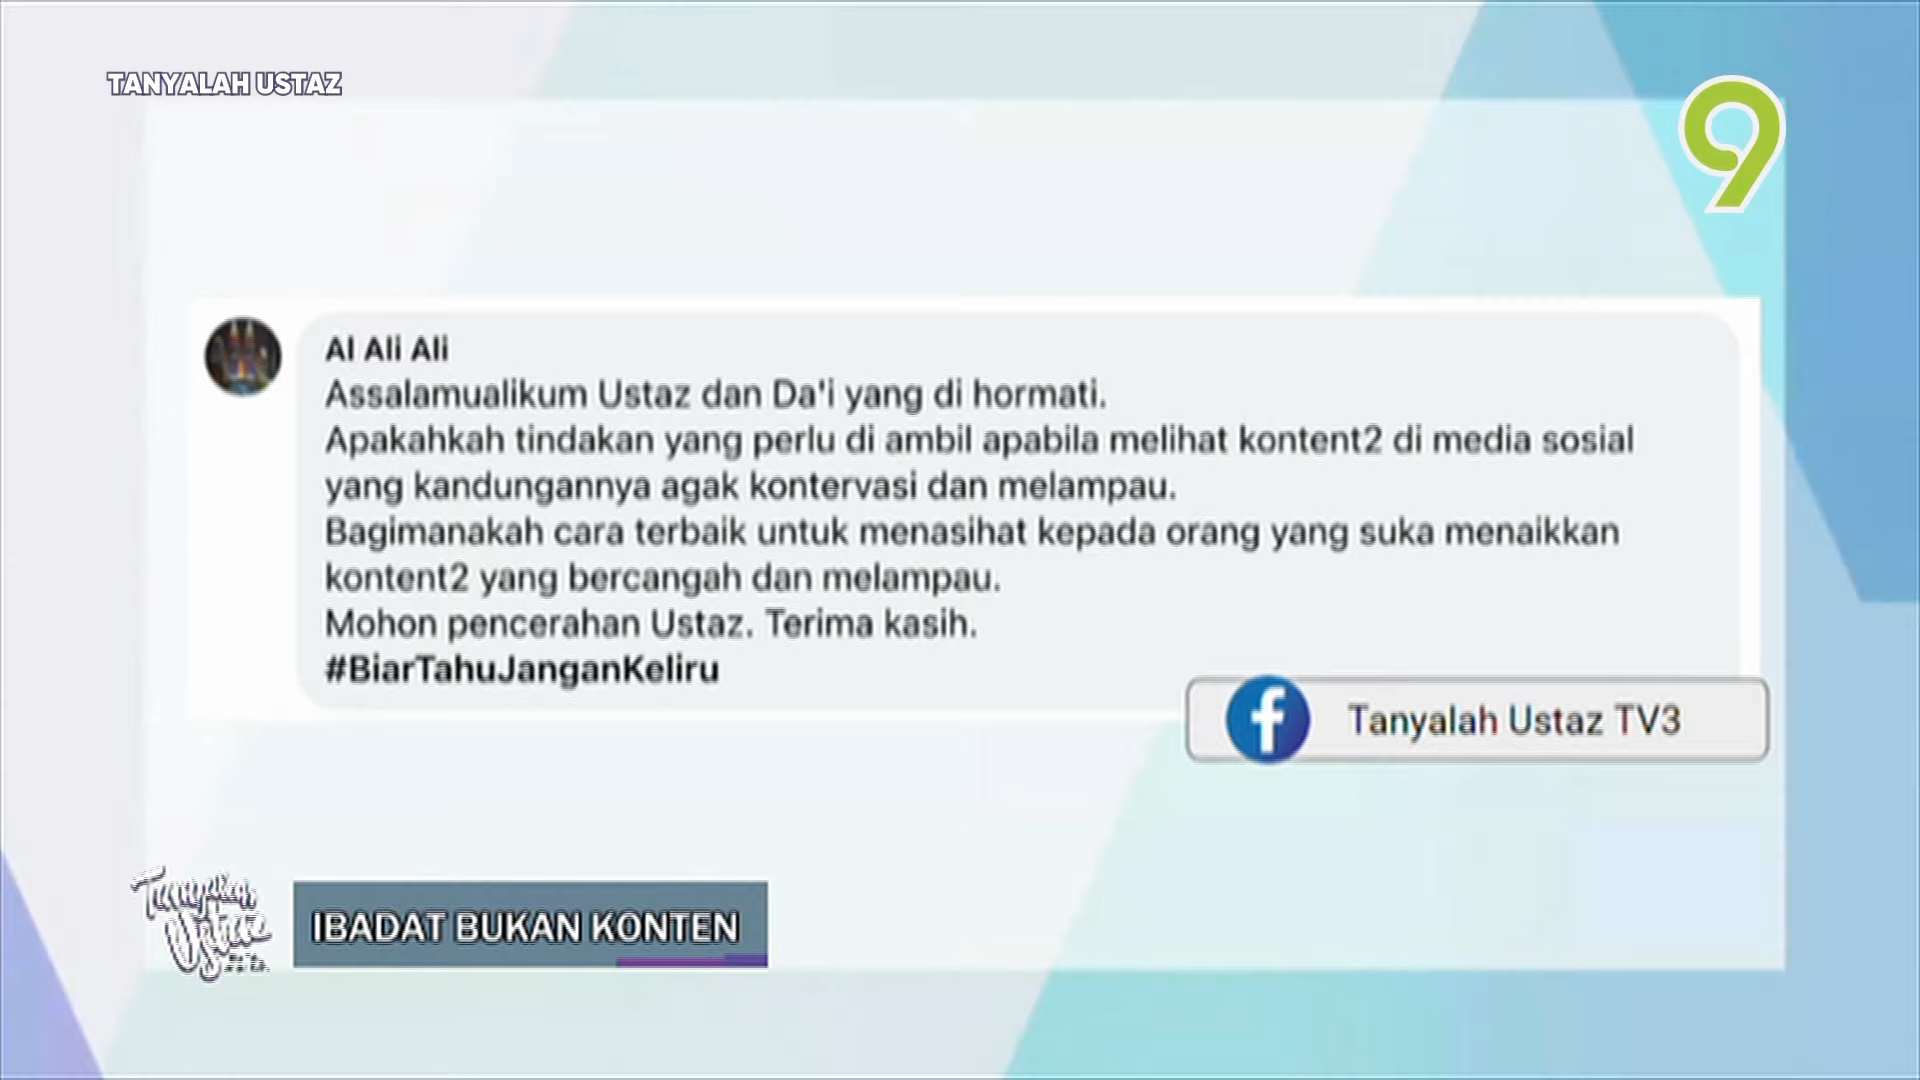 TANYALAH USTAZ
9
Al Ali Ali
Assalamualikum Ustaz dan Da'i yang di hormati.
Apakahkah tindakan yang perlu di ambil apabila melihat kontent2 di media sosial
yang kandungannya agak kontervasi dan melampau.
Bagimanakah cara terbaik untuk menasihat kepada orang yang suka menaikkan
kontent2 yang bercangah dan melampau.
Mohon pencerahan Ustaz. Terima kasih.
#BiarTahuJanganKeliru
f Tanyalah Ustaz TV3
Tanyalah
Ustaz
IBADAT BUKAN KONTEN